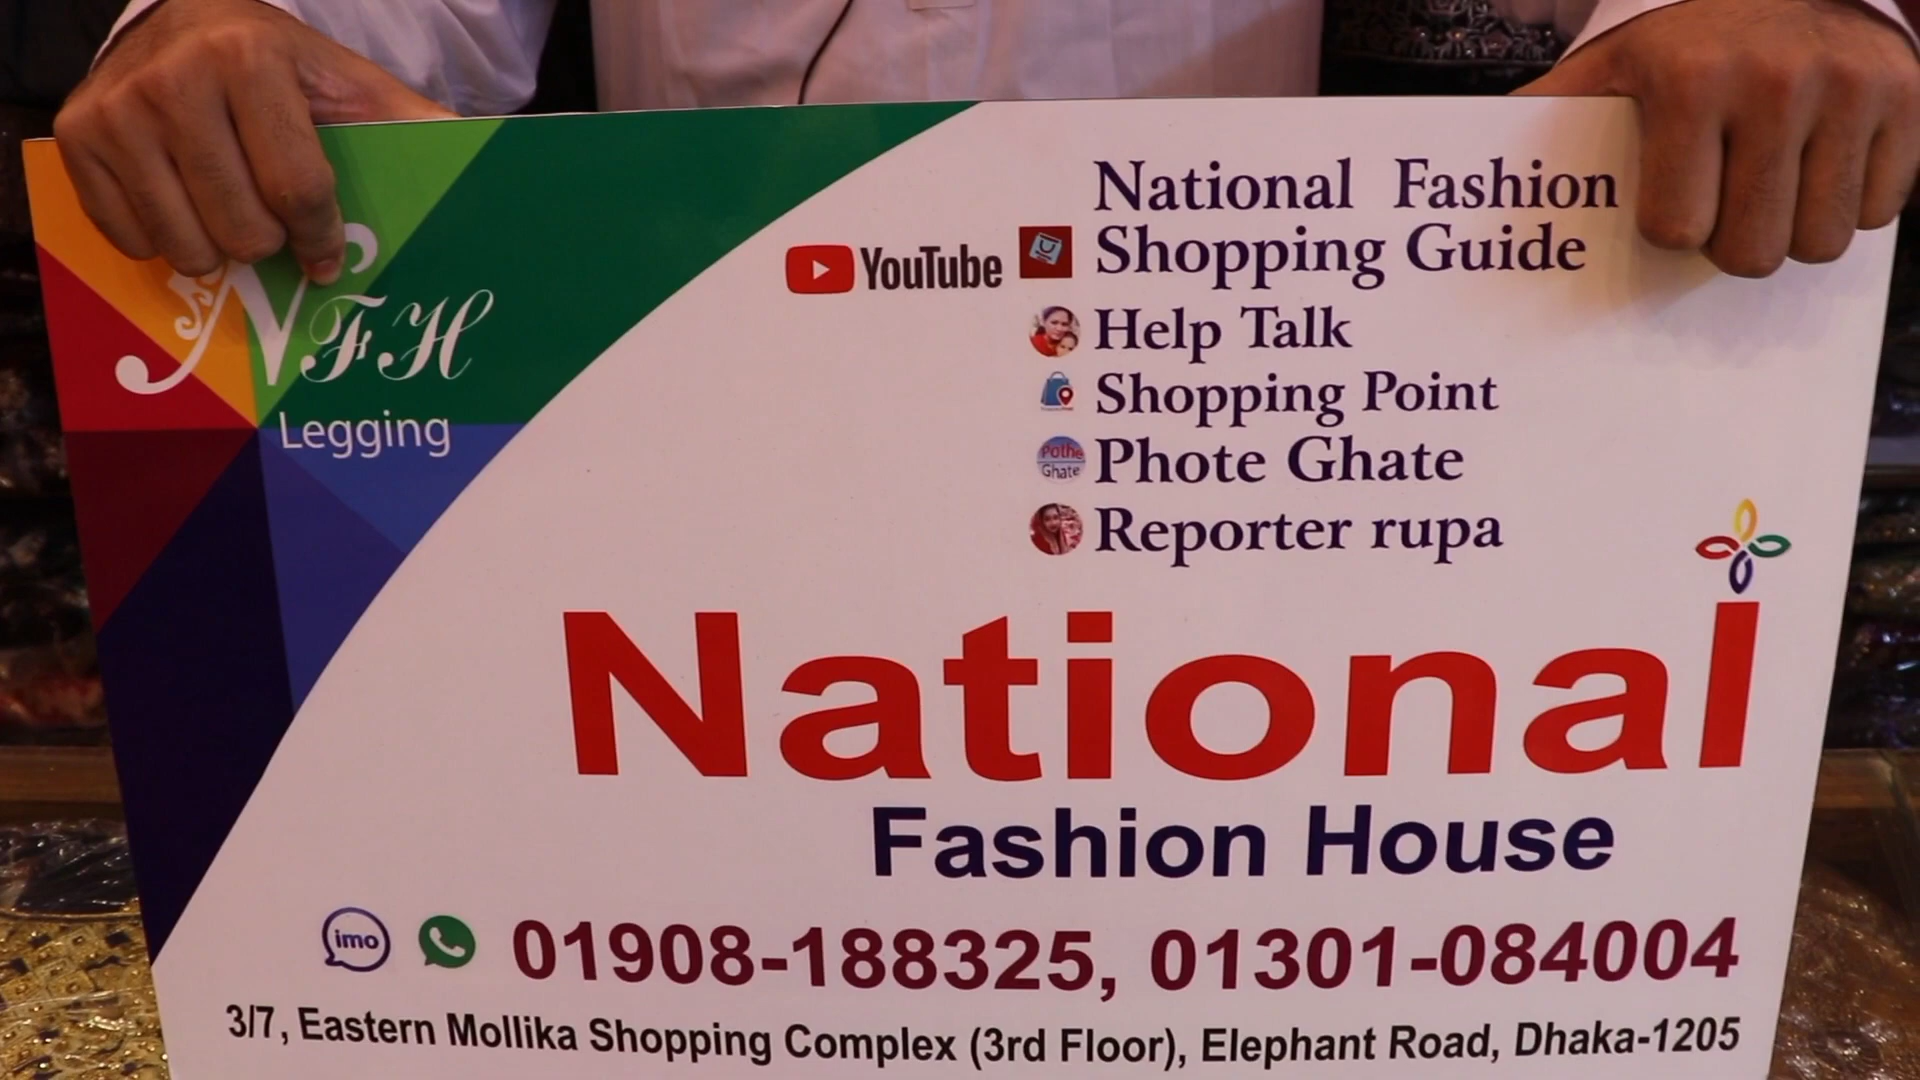 NFH
Legging
National Fashion
YouTube Shopping Guide
Help Talk
Shopping Point
Pothe
Ghate
Phote Ghate
Reporter rupa
National
Fashion House
imo 01908-188325, 01301-084004
3/7, Eastern Mollika Shopping Complex (3rd Floor), Elephant Road, Dhaka-1205